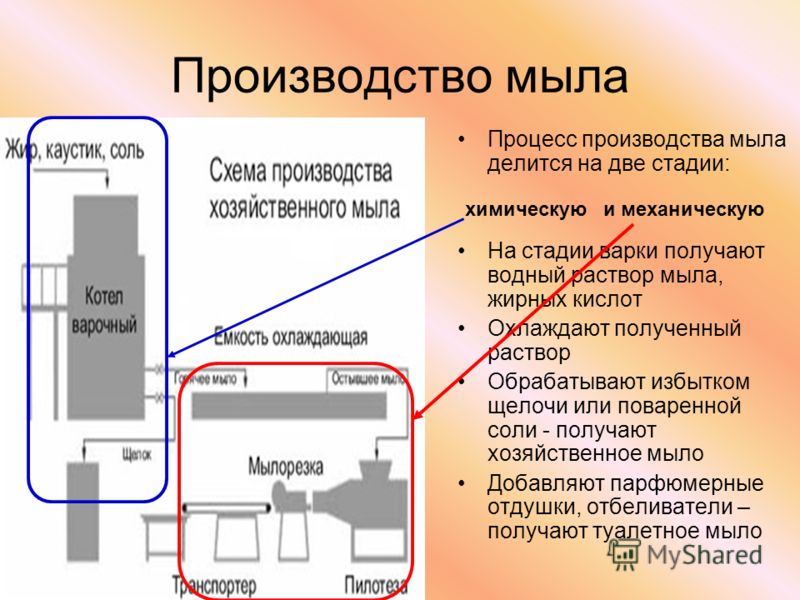 Производство мыла
Жир, каустик, соль
Схема производства
хозяйственного мыла
Котел
варочный
Емкость охлаждающая
Горячее мыло
Остывшее мыло
Щелок
Мылорезка
Транспортер
Пилотеза
• Процесс производства мыла
делится на две стадии:
химическую и механическую
• На стадии варки получают
водный раствор мыла,
жирных кислот
• Охлаждают полученный
раствор
• Обрабатывают избытком
щелочи или поваренной
соли - получают
хозяйственное мыло
• Добавляют парфюмерные
отдушки, отбеливатели –
получают туалетное мыло
MyShared